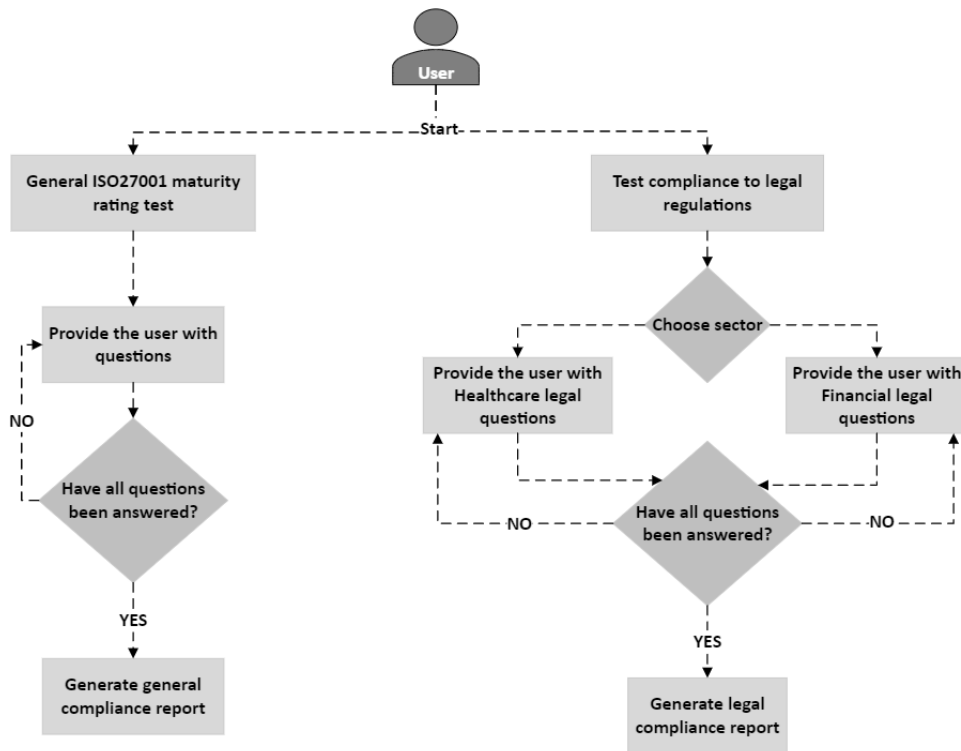 User
Start
General ISO27001 maturity
rating test
Test compliance to legal
regulations
Provide the user with
questions
Choose sector
Provide the user with
Healthcare legal
questions
Provide the user with
Financial legal
questions
NO
Have all questions
been answered?
Have all questions
been answered?
NO
NO
YES
YES
Generate general
compliance report
Generate legal
compliance report